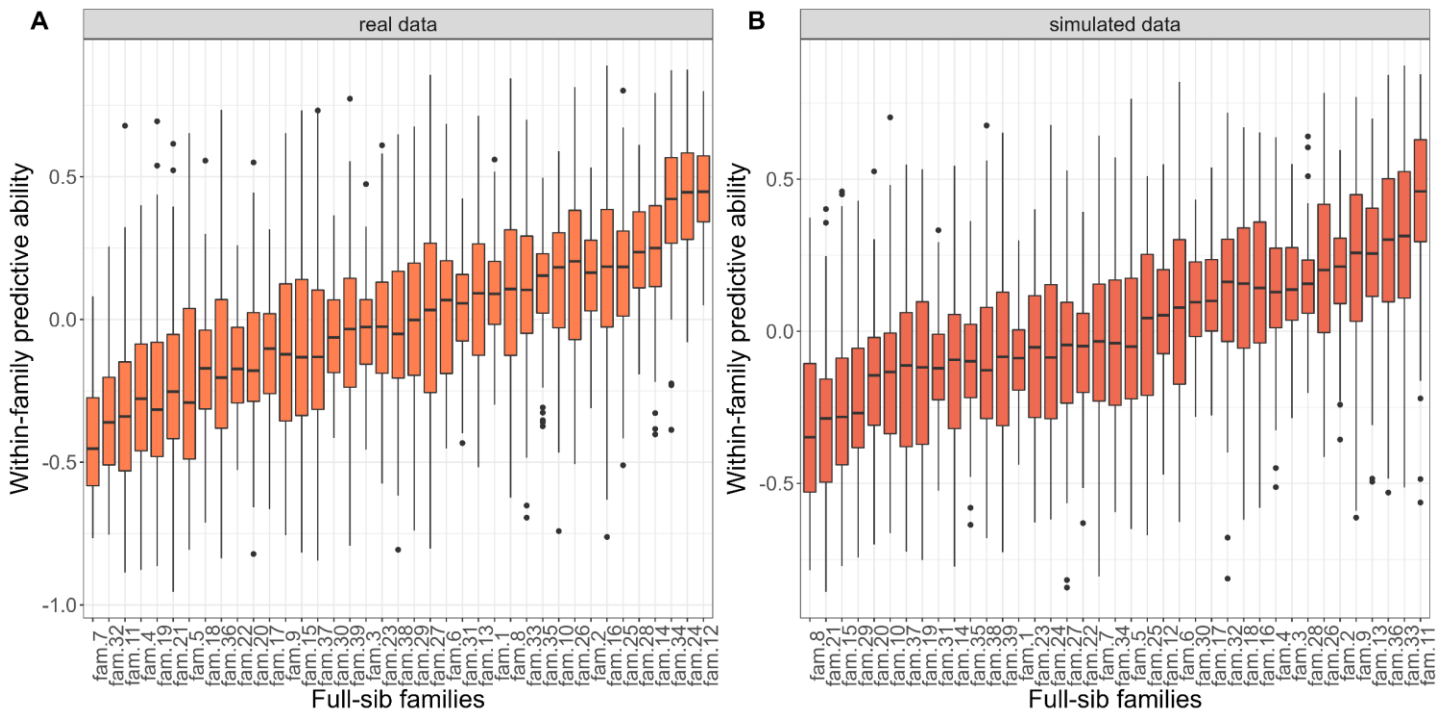 A
real data
Within-family predictive ability
0.5
0.0
-0.5
-1.0
fam.7
fam.32
fam.11
fam.4
fam.19
fam.21
fam.5
fam.18
fam.36
fam.22
fam.20
fam.17
fam.9
fam.15
fam.37
fam.30
fam.39
fam.3
fam.23
fam.38
fam.29
fam.27
fam.6
fam.31
fam.13
fam.1
fam.8
fam.33
fam.35
fam.10
fam.26
fam.2
fam.16
fam.25
fam.28
fam.14
fam.34
fam.24
fam.12
Full-sib families
B
simulated data
Within-family predictive ability
0.5
0.0
-0.5
fam.8
fam.21
fam.15
fam.29
fam.20
fam.10
fam.37
fam.19
fam.31
fam.14
fam.35
fam.38
fam.39
fam.1
fam.23
fam.24
fam.27
fam.22
fam.7
fam.34
fam.5
fam.25
fam.12
fam.6
fam.30
fam.17
fam.32
fam.18
fam.16
fam.4
fam.3
fam.28
fam.26
fam.2
fam.9
fam.13
fam.36
fam.33
fam.11
Full-sib families